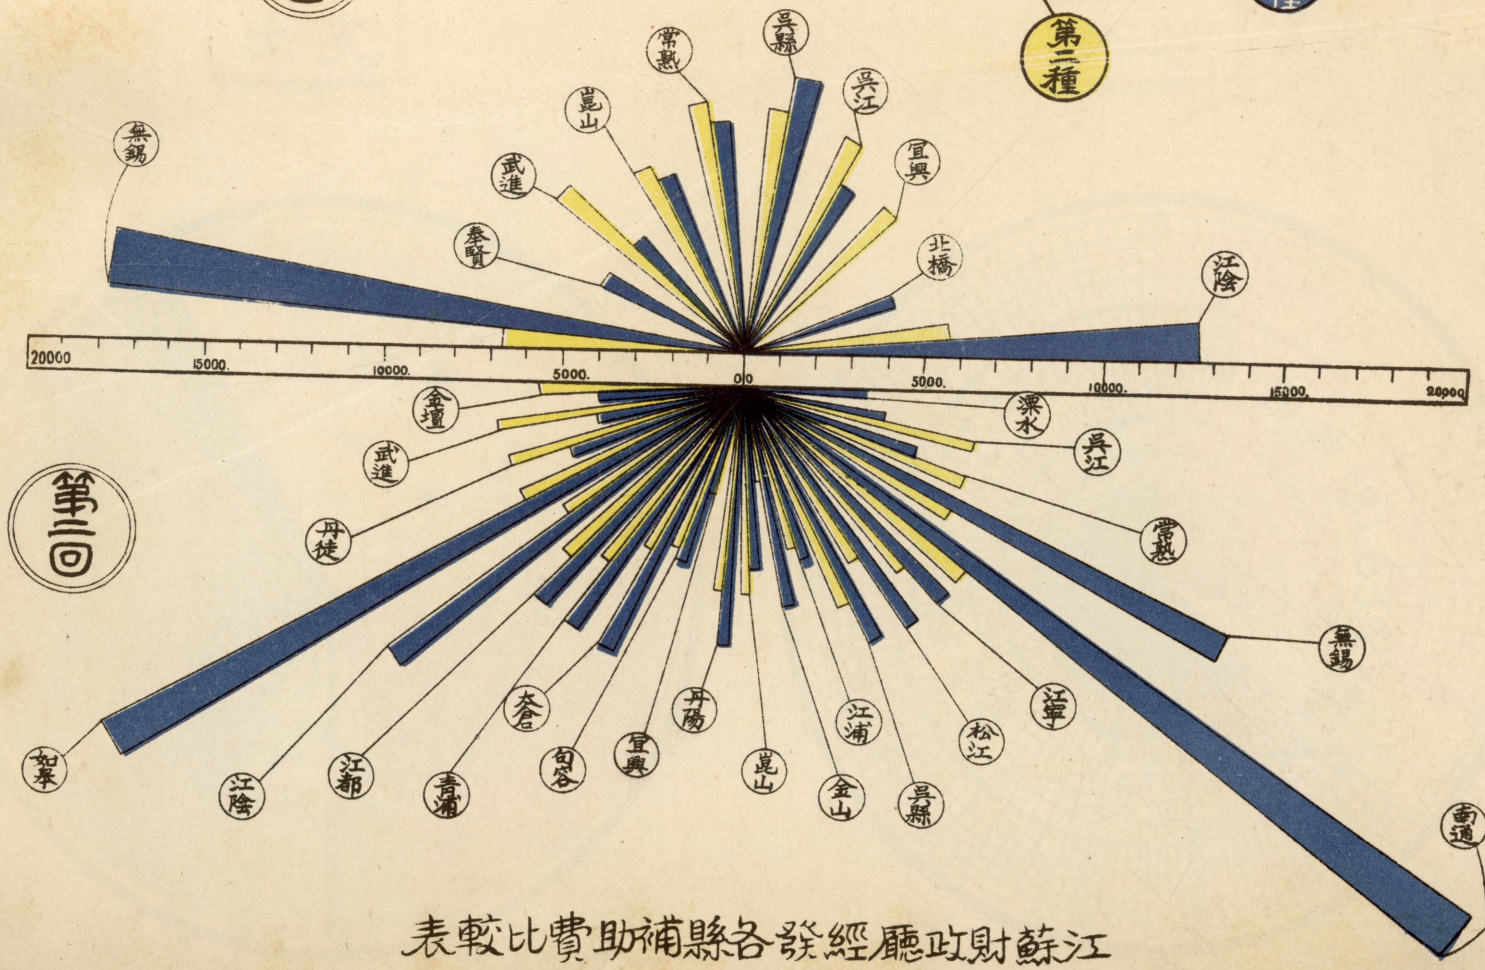 第二種
吳縣
常熟
吳江
崑山
無錫
宜興
武進
奉賢
北橋
江陰
20000
15000.
10000.
5000.
0|0
5000.
10000.
15000.
20000
金壇
溧水
武進
吳江
第二回
丹徒
常熟
無錫
太倉
丹陽
江浦
江寧
宜興
松江
如皋
江陰
江都
青浦
句容
崑山
金山
吳縣
南通
表較比費助補縣各發經廳政財蘇江